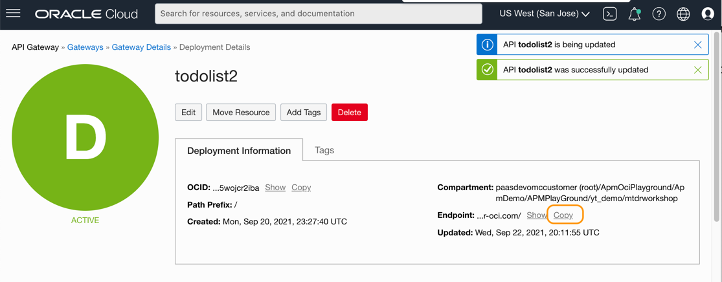 ORACLE Cloud
Search for resources, services, and documentation
US West (San Jose)
API Gateway » Gateways » Gateway Details » Deployment Details
API todolist2 is being updated
API todolist2 was successfully updated
D
ACTIVE
todolist2
Edit
Move Resource
Add Tags
Delete
Deployment Information
Tags
OCID: ...5wojcr2iba Show Copy
Path Prefix: /
Created: Mon, Sep 20, 2021, 23:27:40 UTC
Compartment: paasdevomocustomer (root)/ApmOciPlayground/Ap
mDemo/APMPlayGround/yt_demo/mtdrworkshop
Endpoint: ...r-oci.com/ Show Copy
Updated: Wed, Sep 22, 2021, 20:11:55 UTC